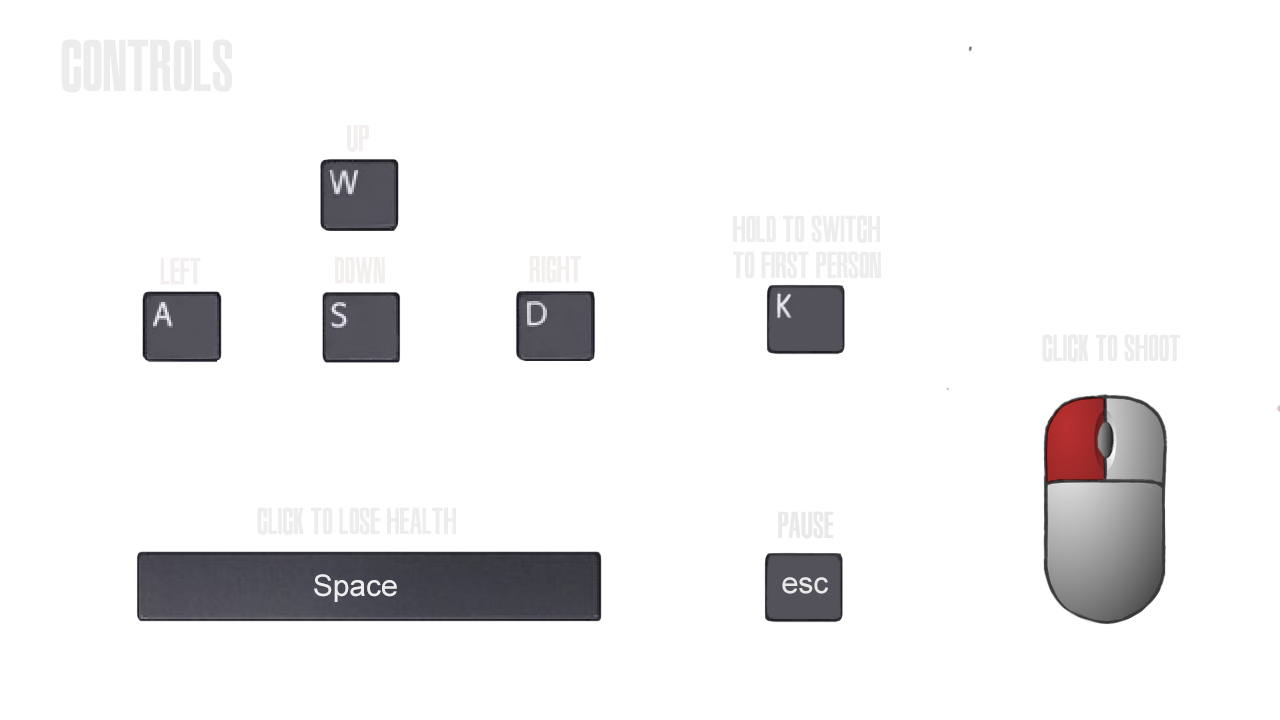 CONTROLS
UP
W
LEFT
DOWN
RIGHT
A
S
D
HOLD TO SWITCH
TO FIRST PERSON
K
CLICK TO SHOOT
CLICK TO LOSE HEALTH
Space
PAUSE
esc